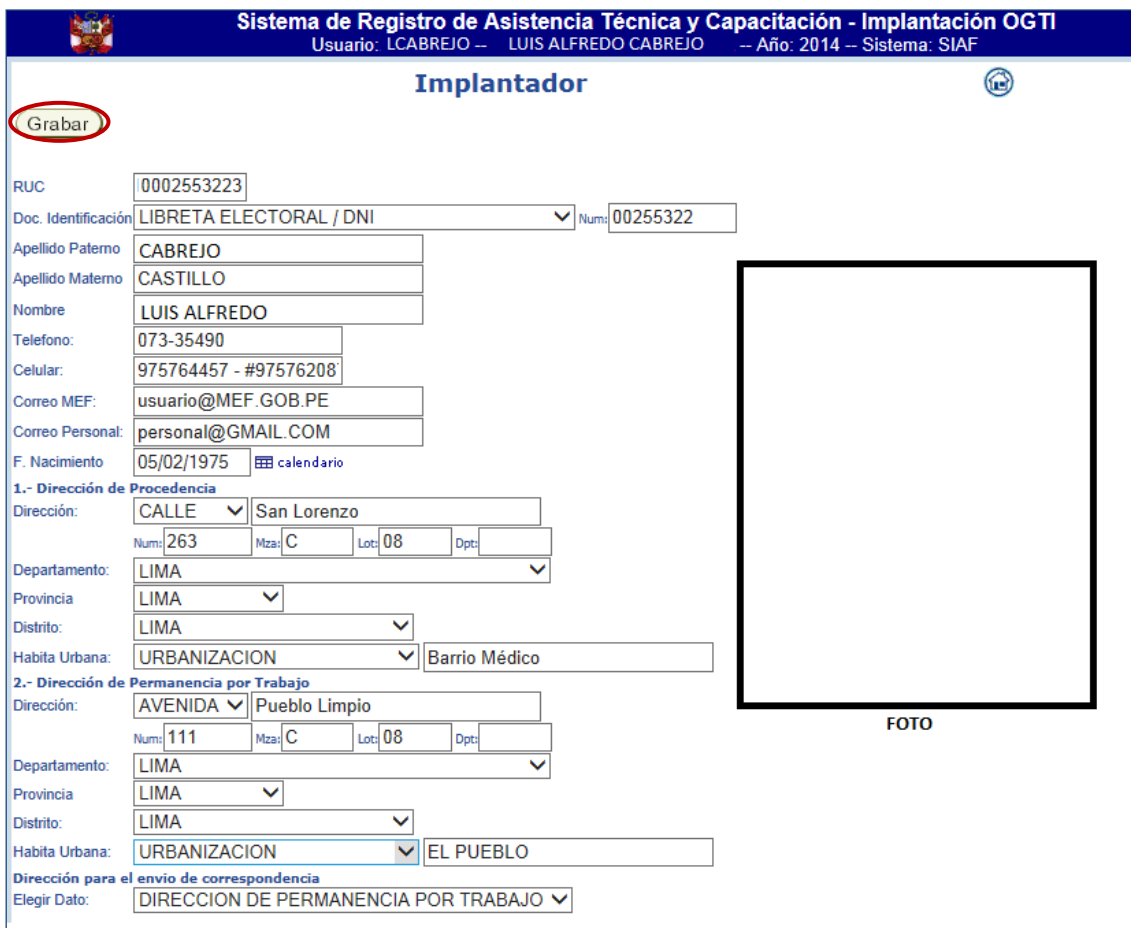 Sistema de Registro de Asistencia Técnica y Capacitación - Implantación OGTI
Usuario: LCABREJO -- LUIS ALFREDO CABREJO -- Año: 2014 -- Sistema: SIAF
Implantador
Grabar
RUC 0002553223
Doc. Identificación LIBRETA ELECTORAL / DNI Num: 00255322
Apellido Paterno CABREJO
Apellido Materno CASTILLO
Nombre LUIS ALFREDO
Telefono: 073-35490
Celular: 975764457 - #97576208
Correo MEF: usuario@MEF.GOB.PE
Correo Personal: personal@GMAIL.COM
F. Nacimiento 05/02/1975 calendario
1.- Dirección de Procedencia
Dirección: CALLE San Lorenzo
Num: 263 Mza: C Lot: 08 Dpt:
Departamento: LIMA
Provincia LIMA
Distrito: LIMA
Habita Urbana: URBANIZACION Barrio Médico
2.- Dirección de Permanencia por Trabajo
Dirección: AVENIDA Pueblo Limpio
Num: 111 Mza: C Lot: 08 Dpt:
Departamento: LIMA
Provincia LIMA
Distrito: LIMA
Habita Urbana: URBANIZACION EL PUEBLO
Dirección para el envio de correspondencia
Elegir Dato: DIRECCION DE PERMANENCIA POR TRABAJO
FOTO